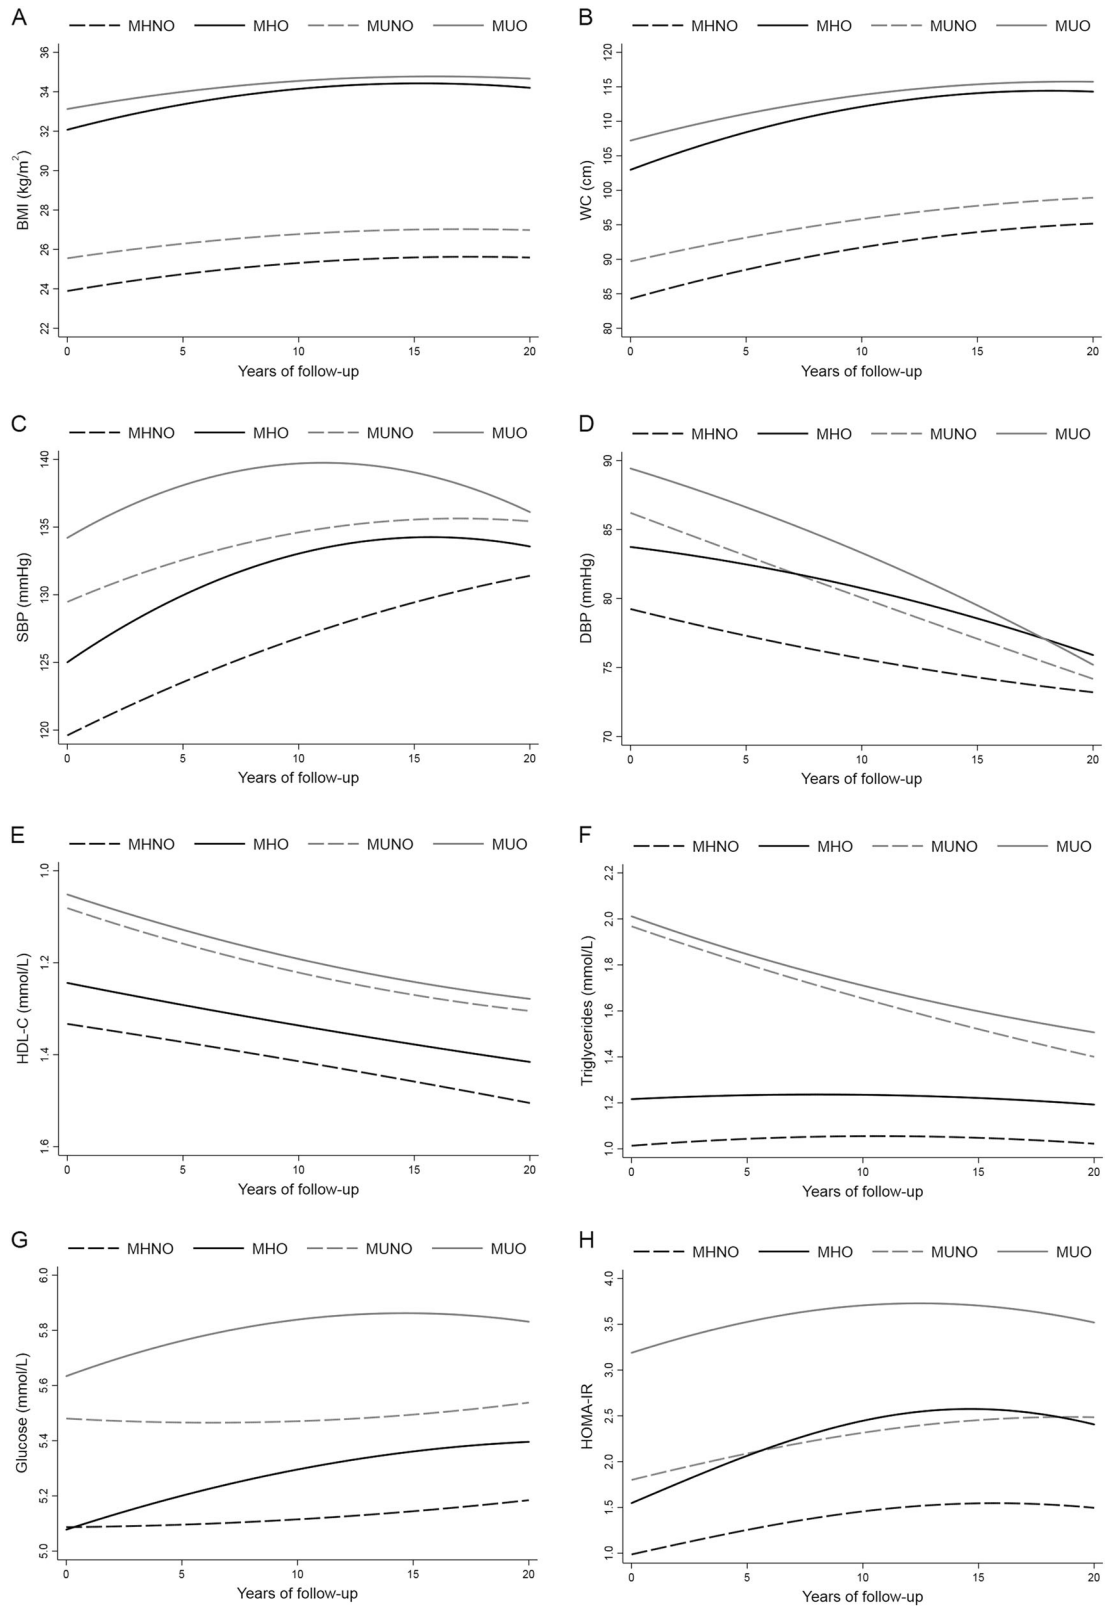 A
MHNO MHO MUNO MUO
BMI (kg/m²)
36
34
32
30
28
26
24
22
0 5 10 15 20
Years of follow-up
B
MHNO MHO MUNO MUO
WC (cm)
120
115
110
105
100
95
90
85
80
0 5 10 15 20
Years of follow-up
C
MHNO MHO MUNO MUO
SBP (mmHg)
140
135
130
125
120
0 5 10 15 20
Years of follow-up
D
MHNO MHO MUNO MUO
DBP (mmHg)
90
85
80
75
70
0 5 10 15 20
Years of follow-up
E
MHNO MHO MUNO MUO
HDL-C (mmol/L)
1.0
1.2
1.4
1.6
0 5 10 15 20
Years of follow-up
F
MHNO MHO MUNO MUO
Triglycerides (mmol/L)
2.2
2.0
1.8
1.6
1.4
1.2
1.0
0 5 10 15 20
Years of follow-up
G
MHNO MHO MUNO MUO
Glucose (mmol/L)
6.0
5.8
5.6
5.4
5.2
5.0
0 5 10 15 20
Years of follow-up
H
MHNO MHO MUNO MUO
HOMA-IR
4.0
3.5
3.0
2.5
2.0
1.5
1.0
0 5 10 15 20
Years of follow-up